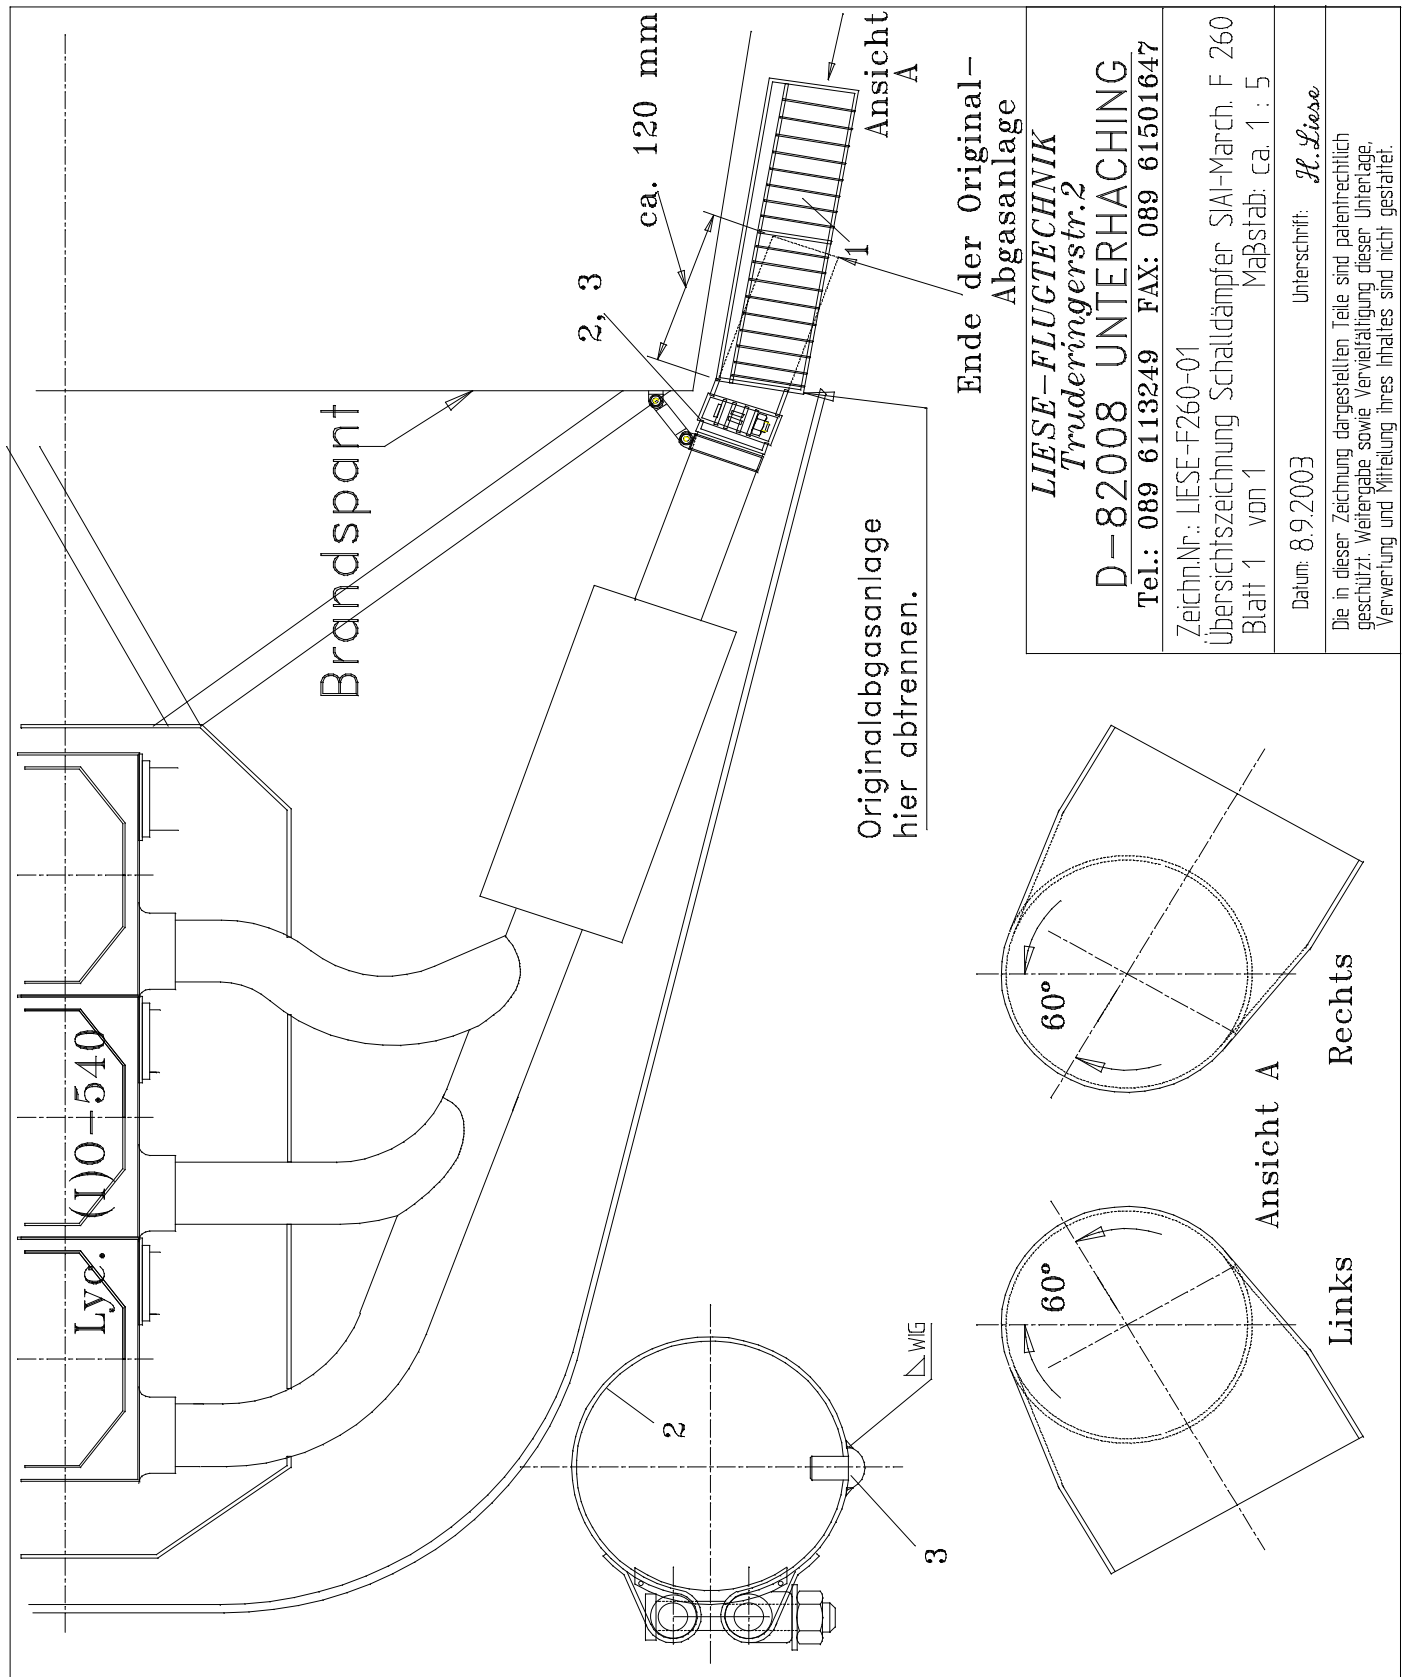 Lyc. (I)O-540
Brandspant
2, 3
ca. 120 mm
Ansicht
A
1
Ende der Original-
Abgasanlage
Originalabgasanlage
hier abtrennen.
2
3
WIG
60°
Links
Ansicht A
60°
Rechts
LIESE-FLUGTECHNIK
Truderingerstr.2
D-82008 UNTERHACHING
Tel.: 089 6113249 FAX: 089 61501647
Zeichn.Nr.: LIESE-F260-01
Übersichtszeichnung Schalldämpfer SIAI-March. F 260
Blatt 1 von 1 Maßstab: ca. 1 : 5
Datum: 8.9.2003 Unterschrift: H. Liese
Die in dieser Zeichnung dargestellten Teile sind patentrechtlich
geschützt. Weitergabe sowie Vervielfältigung dieser Unterlage,
Verwertung und Mitteilung ihres Inhaltes sind nicht gestattet.